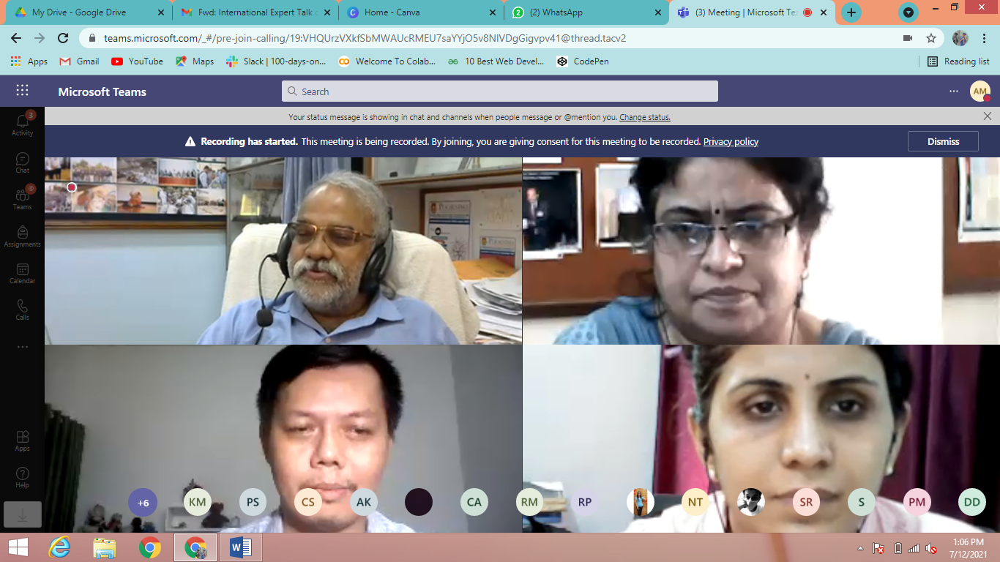 My Drive - Google Drive
Fwd: International Expert Talk o
Home - Canva
(2) WhatsApp
(3) Meeting | Microsoft Tea
teams.microsoft.com/_#/pre-join-calling/19:VHQUrzVXkfSbMWAUcRMEU7saYYjO5v8NlVDgGigvpv41@thread.tacv2
Apps
Gmail
YouTube
Maps
Slack | 100-days-on...
Welcome To Colab...
10 Best Web Devel...
CodePen
Reading list
Microsoft Teams
Search
AM
Your status message is showing in chat and channels when people message or @mention you. Change status.
Recording has started. This meeting is being recorded. By joining, you are giving consent for this meeting to be recorded. Privacy policy
Dismiss
3
Activity
Chat
Teams
Assignments
Calendar
Calls
Apps
Help
POORNIMA
+6
KM
PS
CS
AK
CA
RM
RP
NT
SR
S
PM
DD
1:06 PM
7/12/2021